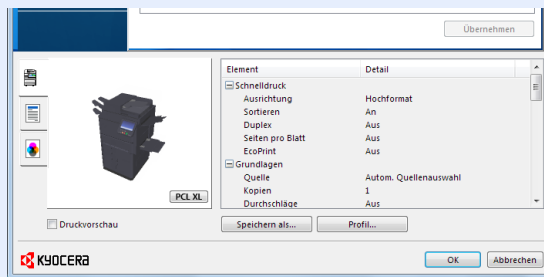 Übernehmen
Element Detail
Schnelldruck
Ausrichtung Hochformat
Sortieren An
Duplex Aus
Seiten pro Blatt Aus
EcoPrint Aus
Grundlagen
Quelle Autom. Quellenauswahl
Kopien 1
Durchschläge Aus
PCL XL
Druckvorschau Speichern als... Profil...
KYOCERA OK Abbrechen